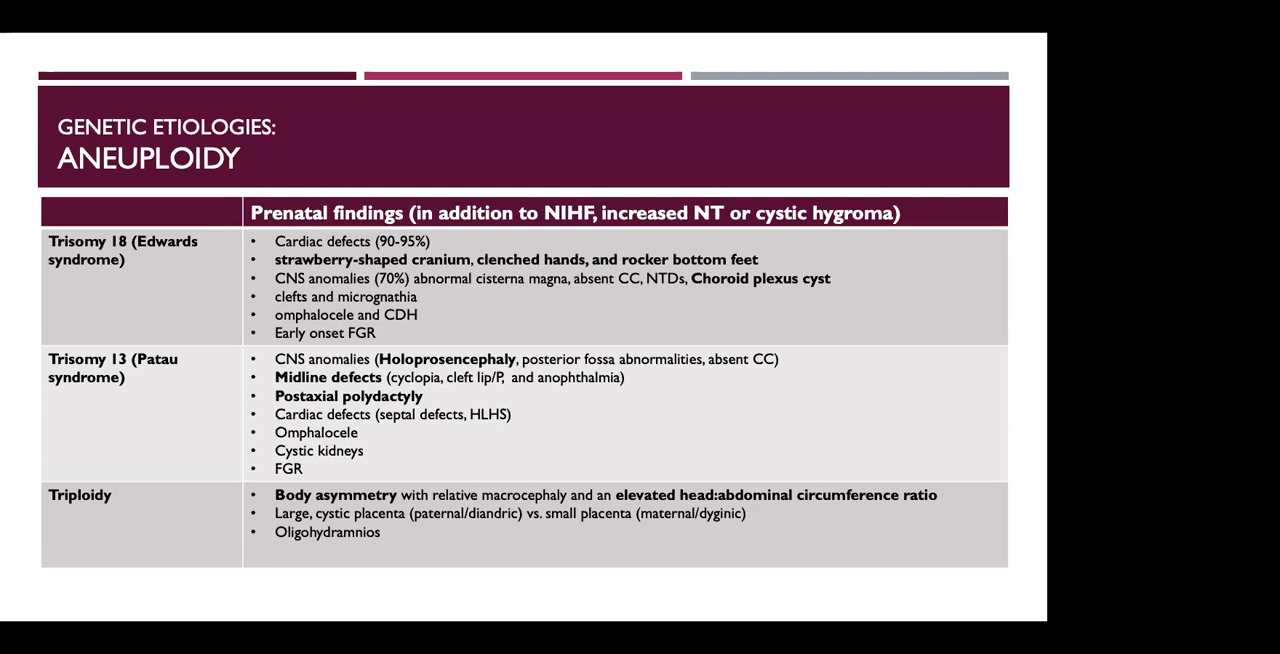 GENETIC ETIOLOGIES:
ANEUPLOIDY
Prenatal findings (in addition to NIHF, increased NT or cystic hygroma)
Trisomy 18 (Edwards
syndrome)
• Cardiac defects (90-95%)
• strawberry-shaped cranium, clenched hands, and rocker bottom feet
• CNS anomalies (70%) abnormal cisterna magna, absent CC, NTDs, Choroid plexus cyst
• clefts and micrognathia
• omphalocele and CDH
• Early onset FGR
Trisomy 13 (Patau
syndrome)
• CNS anomalies (Holoprosencephaly, posterior fossa abnormalities, absent CC)
• Midline defects (cyclopia, cleft lip/P, and anophthalmia)
• Postaxial polydactyly
• Cardiac defects (septal defects, HLHS)
• Omphalocele
• Cystic kidneys
• FGR
Triploidy
• Body asymmetry with relative macrocephaly and an elevated head:abdominal circumference ratio
• Large, cystic placenta (paternal/diandric) vs. small placenta (maternal/dyginic)
• Oligohydramnios